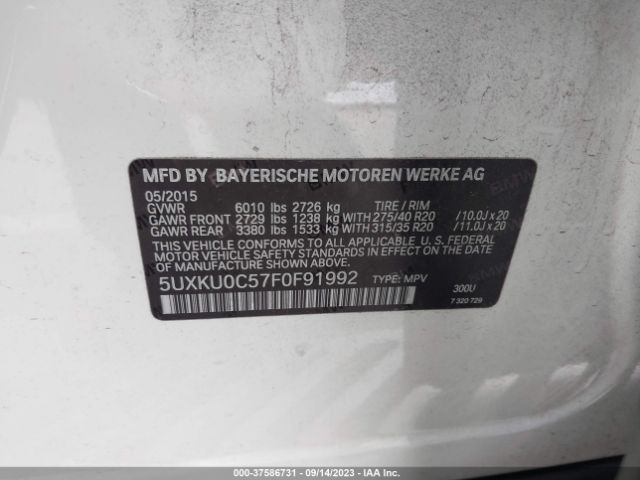 MFD BY BAYERISCHE MOTOREN WERKE AG
05/2015
GVWR 6010 lbs 2726 kg TIRE / RIM
GAWR FRONT 2729 lbs 1238 kg WITH 275/40 R20 /10.0J x 20
GAWR REAR 3380 lbs 1533 kg WITH 315/35 R20 /11.0J x 20
THIS VEHICLE CONFORMS TO ALL APPLICABLE U. S. FEDERAL
MOTOR VEHICLE SAFETY STANDARDS IN EFFECT ON THE DATE
OF MANUFACTURE SHOWN ABOVE.
5UXKU0C57F0F91992 TYPE: MPV 300U
7 320 729
000-37586731 - 09/14/2023 - IAA Inc.